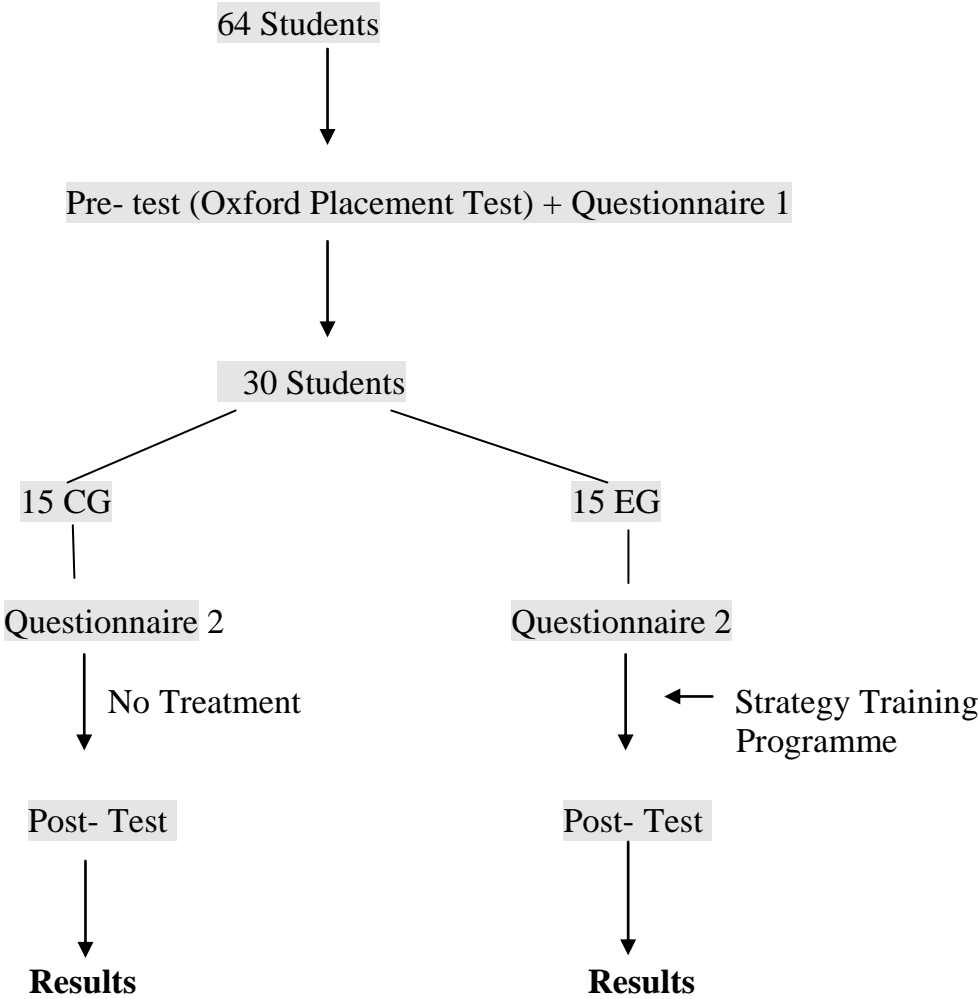 64 Students
Pre- test (Oxford Placement Test) + Questionnaire 1
30 Students
15 CG
15 EG
Questionnaire 2
Questionnaire 2
No Treatment
Strategy Training
Programme
Post- Test
Post- Test
Results
Results